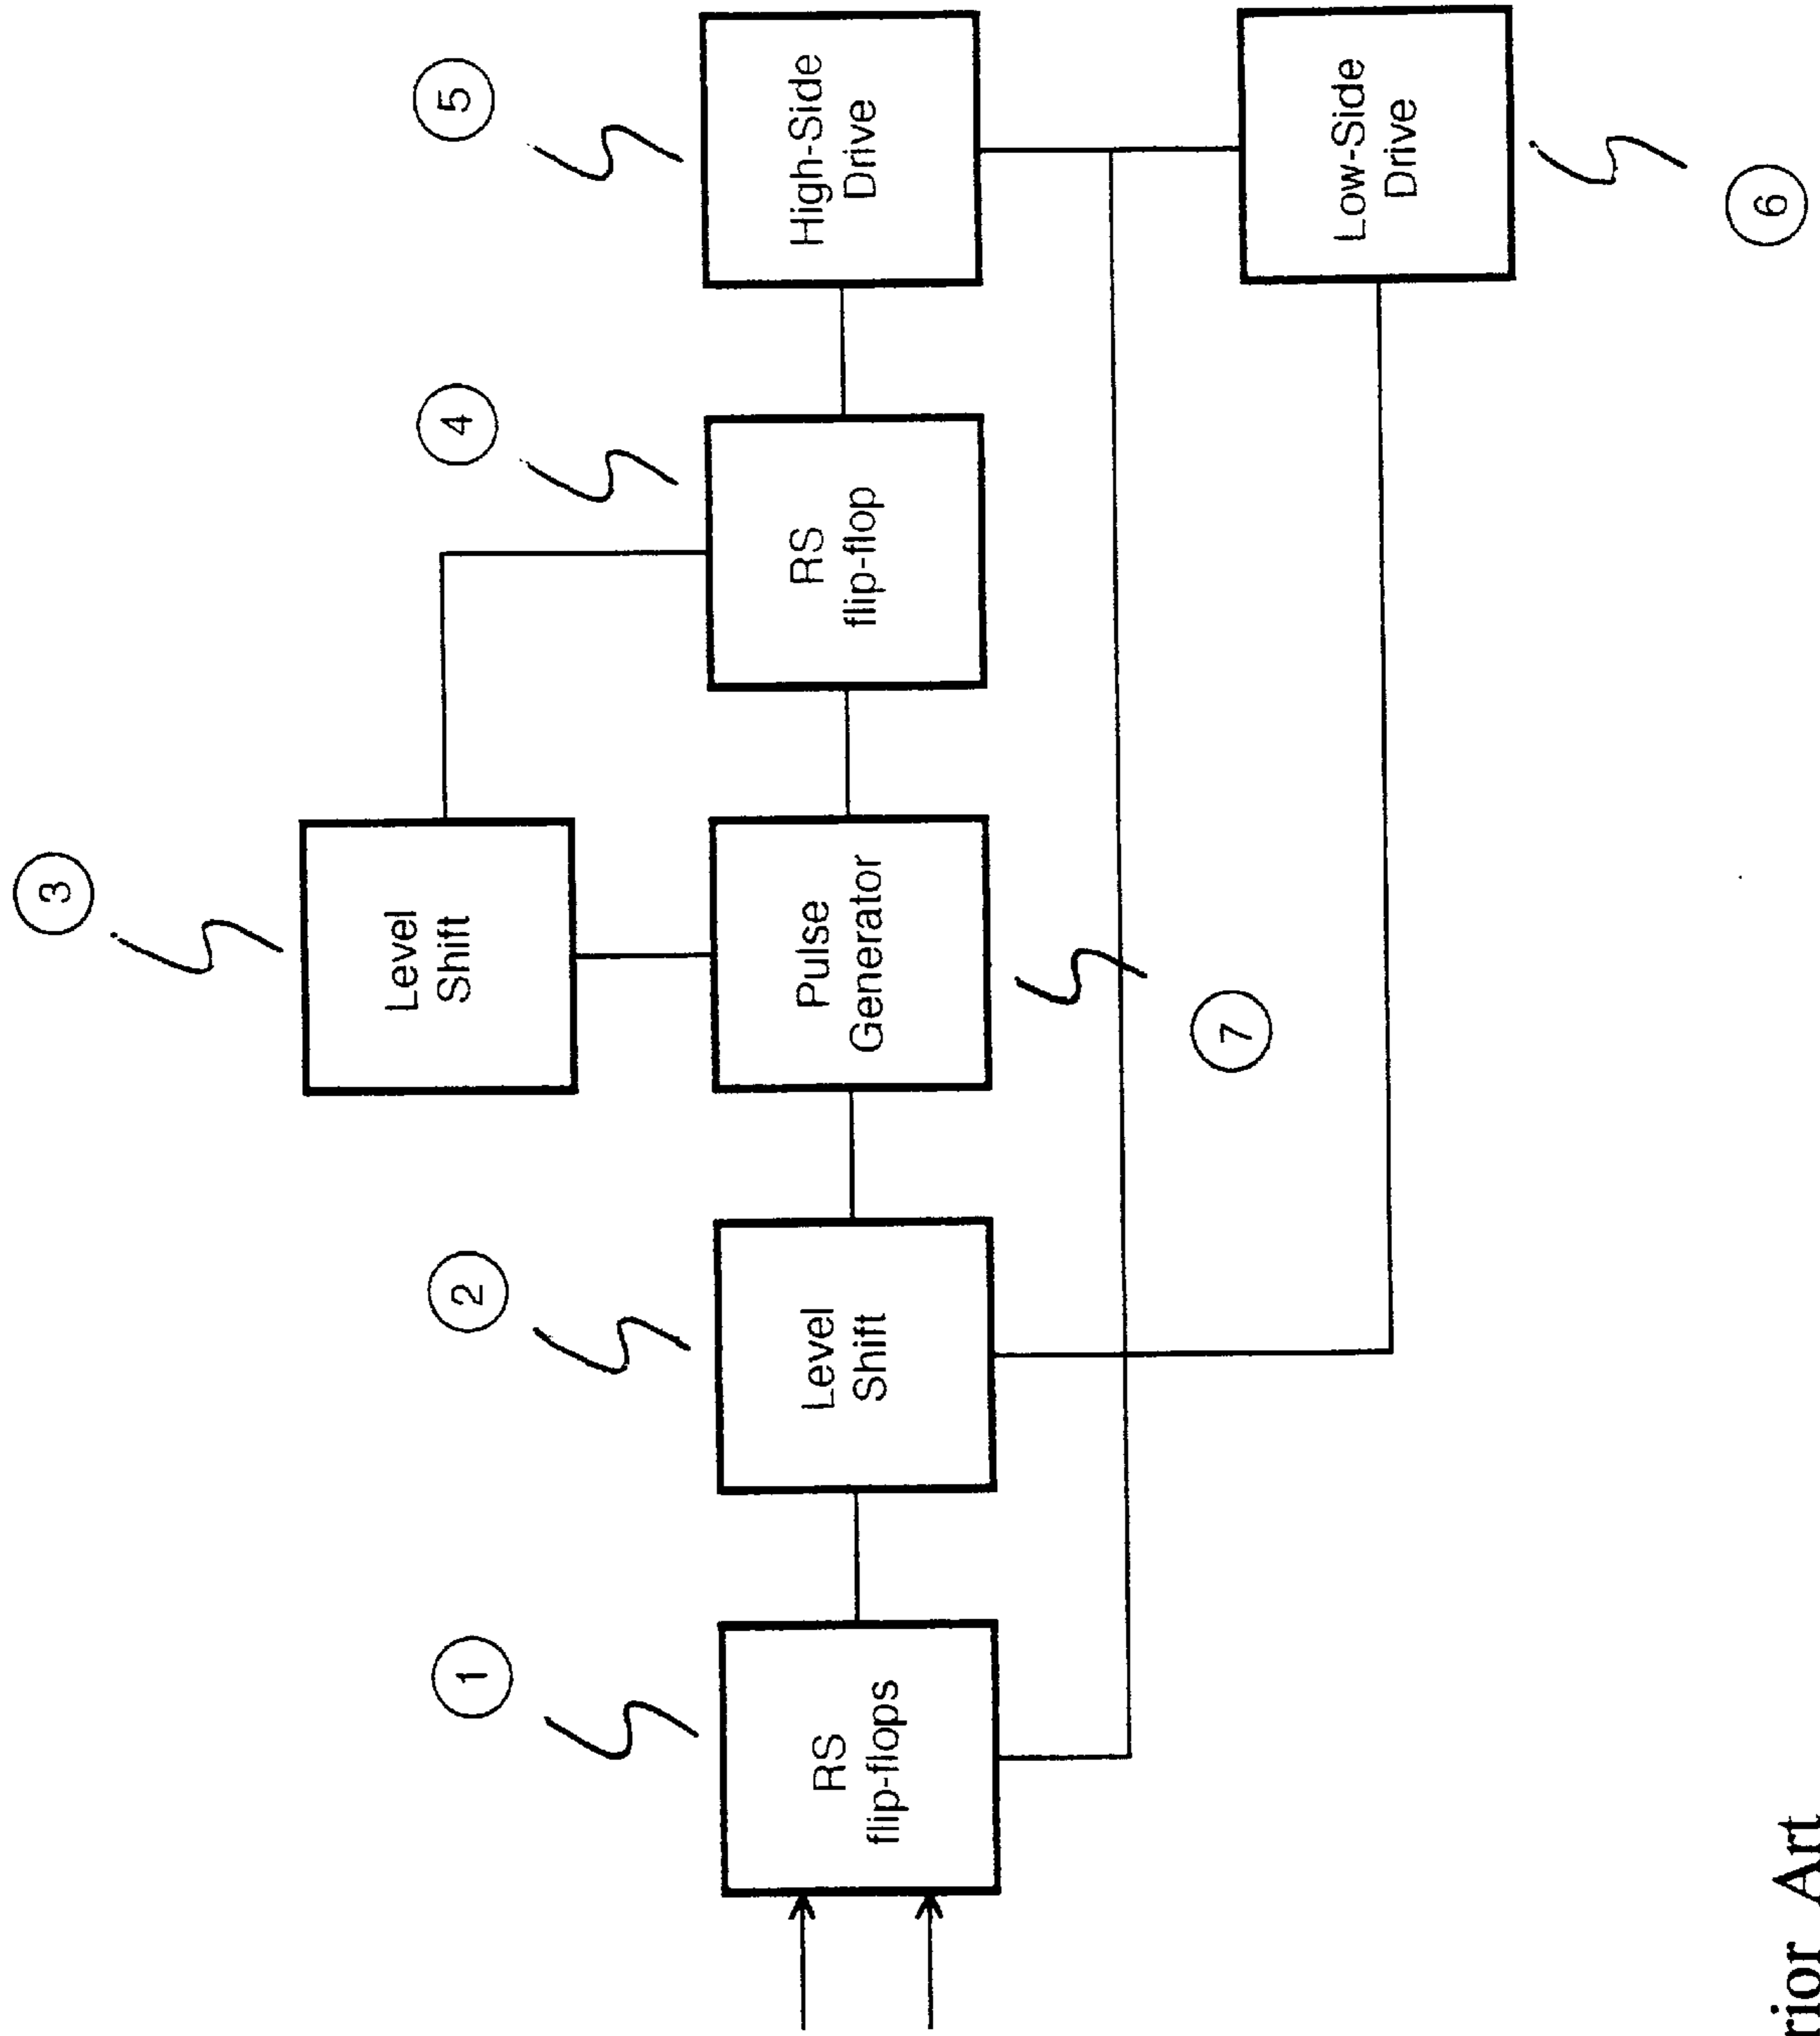 3
Level
Shift
1
2
4
5
RS
flip-flops
Level
Shift
Pulse
Generator
RS
flip-flop
High-Side
Drive
7
Low-Side
Drive
6
rior Art